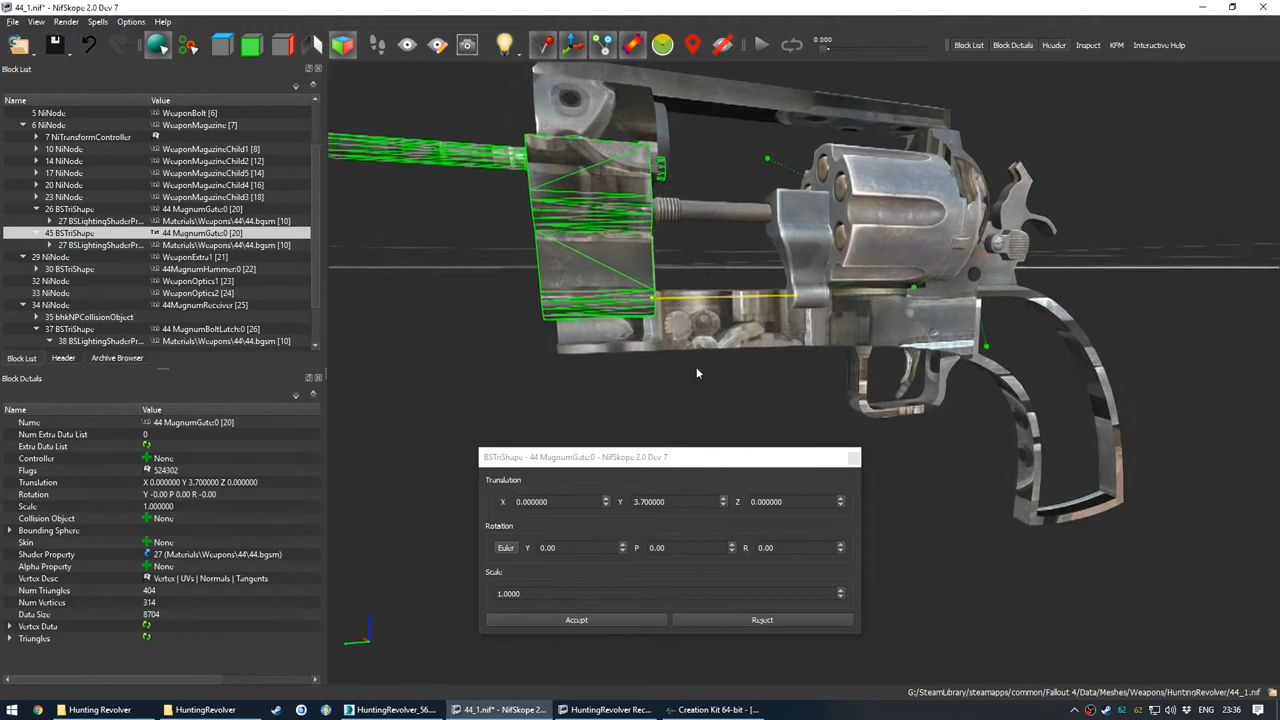 44_1.nif* - NifSkope 2.0 Dev 7
File View Render Spells Options Help
0.000
Block List Block Details Header Inspect KFM Interactive Help
Block List
Name Value
5 NiNode WeaponBolt [6]
6 NiNode WeaponMagazine [7]
7 NiTransformController
10 NiNode WeaponMagazineChild1 [8]
14 NiNode WeaponMagazineChild2 [12]
17 NiNode WeaponMagazineChild5 [14]
20 NiNode WeaponMagazineChild4 [16]
23 NiNode WeaponMagazineChild3 [18]
26 BSTriShape 44 MagnumGate:0 [20]
27 BSLightingShaderPr... Materials\Weapons\44\44.bgsm [10]
45 BSTriShape Txt 44 MagnumGate:0 [20]
27 BSLightingShaderPr... Materials\Weapons\44\44.bgsm [10]
29 NiNode WeaponExtra1 [21]
30 BSTriShape 44MagnumHammer:0 [22]
32 NiNode WeaponOptics1 [23]
33 NiNode WeaponOptics2 [24]
34 NiNode 44MagnumReceiver [25]
35 bhkNPCollisionObject
37 BSTriShape 44 MagnumBoltLatch:0 [26]
38 BSLightingShaderPr... Materials\Weapons\44\44.bgsm [10]
Block List Header Archive Browser
Block Details
Name Value
Name 44 MagnumGate:0 [20]
Num Extra Data List 0
Extra Data List
Controller None
Flags 524302
Translation X 0.000000 Y 3.700000 Z 0.000000
Rotation Y -0.00 P 0.00 R -0.00
Scale 1.000000
Collision Object None
Bounding Sphere
Skin None
Shader Property 27 (Materials\Weapons\44\44.bgsm)
Alpha Property None
Vertex Desc Vertex | UVs | Normals | Tangents
Num Triangles 404
Num Vertices 314
Data Size 8704
Vertex Data
Triangles
BSTriShape - 44 MagnumGate:0 - NifSkope 2.0 Dev 7
Translation
X 0.000000 Y 3.700000 Z 0.000000
Rotation
Euler Y 0.00 P 0.00 R 0.00
Scale
1.0000
Accept Reject
G:/SteamLibrary/steamapps/common/Fallout 4/Data/Meshes/Weapons/HuntingRevolver/44_1.nif
Hunting Revolver HuntingRevolver HuntingRevolver_56... 44_1.nif* - NifSkope 2... HuntingRevolver Rec... Creation Kit 64-bit - [... 62 62 23:36